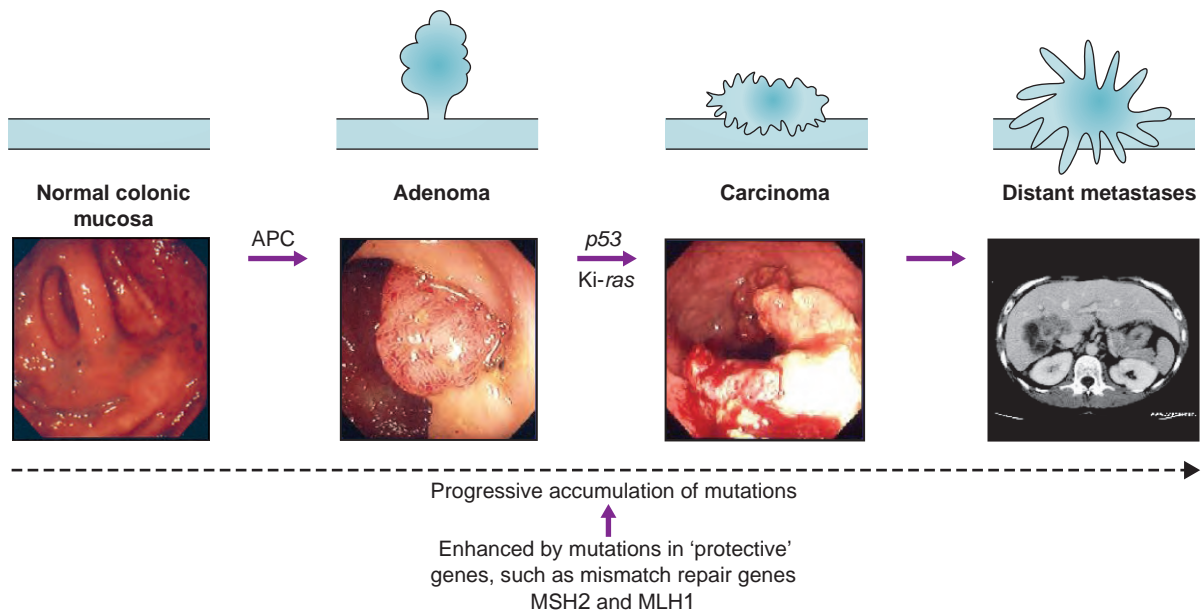 Normal colonic
mucosa
APC
Adenoma
p53
Ki-ras
Carcinoma
Distant metastases
Progressive accumulation of mutations
Enhanced by mutations in ‘protective’
genes, such as mismatch repair genes
MSH2 and MLH1